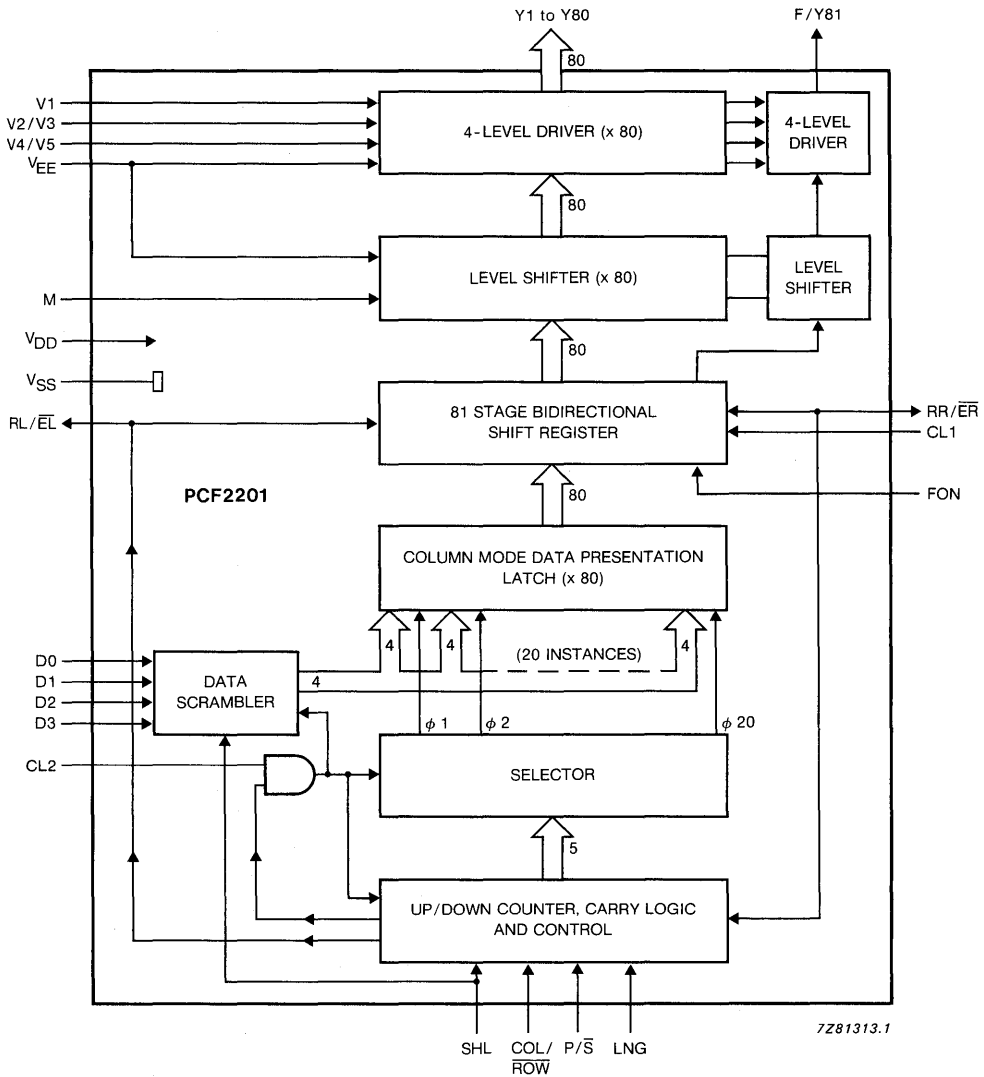 Y1 to Y80
F/Y81
80
V1
V2/V3
V4/V5
VEE
4-LEVEL DRIVER (x 80)
4-LEVEL
DRIVER
80
LEVEL SHIFTER (x 80)
LEVEL
SHIFTER
M
VDD
80
VSS
RL/E̅L̅
81 STAGE BIDIRECTIONAL
SHIFT REGISTER
RR/E̅R̅
CL1
PCF2201
80
FON
COLUMN MODE DATA PRESENTATION
LATCH (x 80)
4
4
(20 INSTANCES)
4
D0
D1
D2
D3
DATA
SCRAMBLER
4
ϕ 1
ϕ 2
ϕ 20
CL2
SELECTOR
5
UP/DOWN COUNTER, CARRY LOGIC
AND CONTROL
7Z81313.1
SHL
COL/
R̅O̅W̅
P/S̅
LNG